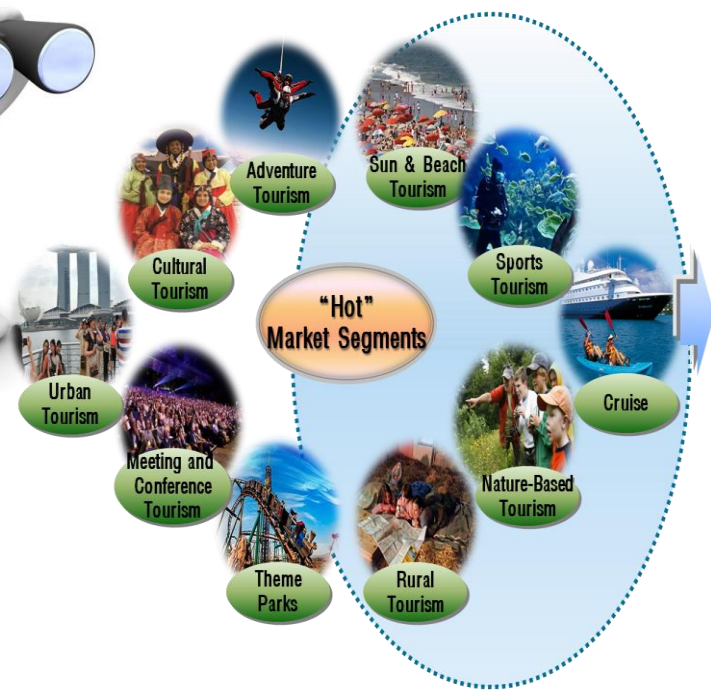 Adventure
Tourism
Sun & Beach
Tourism
Cultural
Tourism
Sports
Tourism
“Hot”
Market Segments
Urban
Tourism
Cruise
Meeting and
Conference
Tourism
Nature-Based
Tourism
Theme
Parks
Rural
Tourism